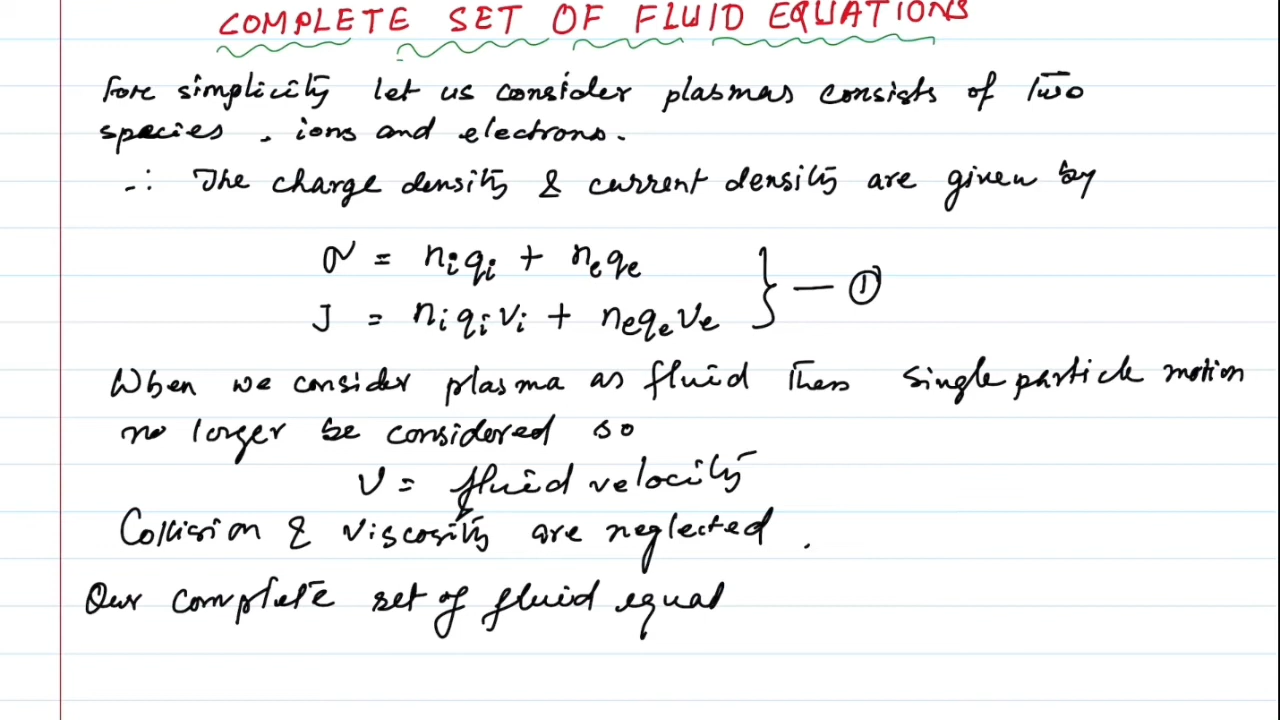 COMPLETE SET OF FLUID EQUATIONS
Fore simplicity let us consider plasmas consists of two
species, ions and electrons.
∴ The charge density & current density are given by
σ = nᵢqᵢ + nₑqₑ
J = nᵢqᵢvᵢ + nₑqₑvₑ } — ①
When we consider plasma as fluid then single particle motion
no longer be considered so
v = fluid velocity
Collision & viscosity are neglected.
Our complete set of fluid equat